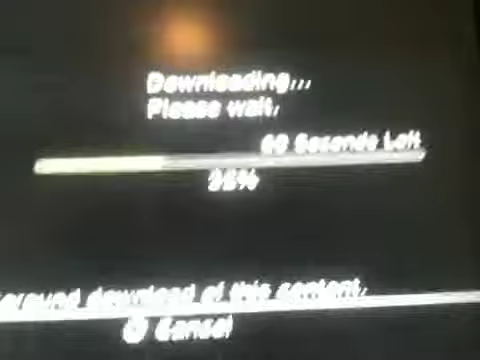 Downloading...
Please wait.
Seconds Left
download of this content.
Cancel